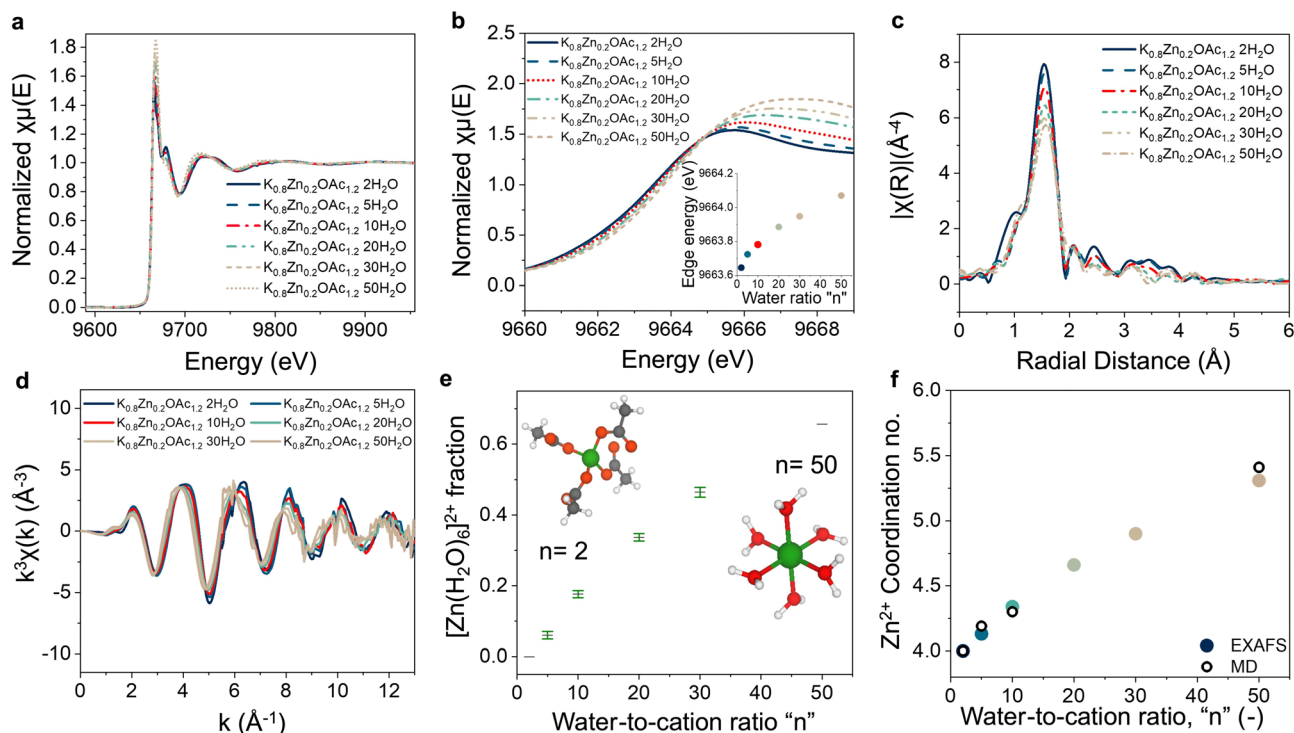 a
Normalized χμ(E)
1.8
1.6
1.4
1.2
1.0
0.8
0.6
0.4
0.2
0.0
K0.8Zn0.2OAc1.2 2H2O
K0.8Zn0.2OAc1.2 5H2O
K0.8Zn0.2OAc1.2 10H2O
K0.8Zn0.2OAc1.2 20H2O
K0.8Zn0.2OAc1.2 30H2O
K0.8Zn0.2OAc1.2 50H2O
9600 9700 9800 9900
Energy (eV)
b
Normalized χμ(E)
2.5
2.0
1.5
1.0
0.5
0.0
K0.8Zn0.2OAc1.2 2H2O
K0.8Zn0.2OAc1.2 5H2O
K0.8Zn0.2OAc1.2 10H2O
K0.8Zn0.2OAc1.2 20H2O
K0.8Zn0.2OAc1.2 30H2O
K0.8Zn0.2OAc1.2 50H2O
Edge energy (eV)
9664.2
9664.0
9663.8
9663.6
0 10 20 30 40 50
Water ratio "n"
9660 9662 9664 9666 9668
Energy (eV)
c
|χ(R)|(Å-4)
8
6
4
2
0
K0.8Zn0.2OAc1.2 2H2O
K0.8Zn0.2OAc1.2 5H2O
K0.8Zn0.2OAc1.2 10H2O
K0.8Zn0.2OAc1.2 20H2O
K0.8Zn0.2OAc1.2 30H2O
K0.8Zn0.2OAc1.2 50H2O
0 1 2 3 4 5 6
Radial Distance (Å)
d
k3χ(k) (Å-3)
10
5
0
-5
-10
K0.8Zn0.2OAc1.2 2H2O K0.8Zn0.2OAc1.2 5H2O
K0.8Zn0.2OAc1.2 10H2O K0.8Zn0.2OAc1.2 20H2O
K0.8Zn0.2OAc1.2 30H2O K0.8Zn0.2OAc1.2 50H2O
0 2 4 6 8 10 12
k (Å-1)
e
[Zn(H2O)6]2+ fraction
0.6
0.4
0.2
0.0
n= 2
n= 50
0 10 20 30 40 50
Water-to-cation ratio “n”
f
Zn2+ Coordination no.
6.0
5.5
5.0
4.5
4.0
EXAFS
MD
0 10 20 30 40 50
Water-to-cation ratio, “n” (-)